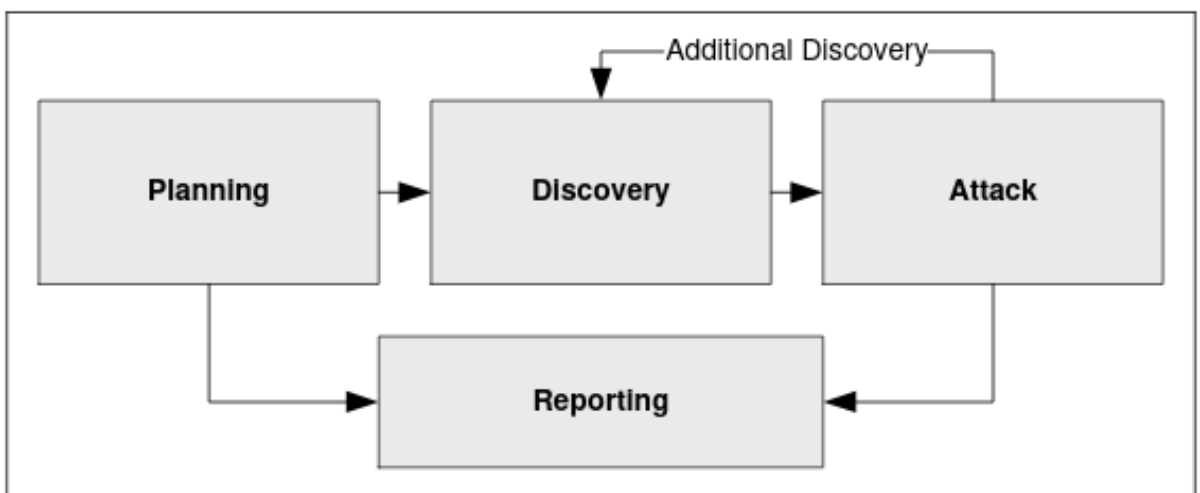 Additional Discovery
Planning
Discovery
Attack
Reporting